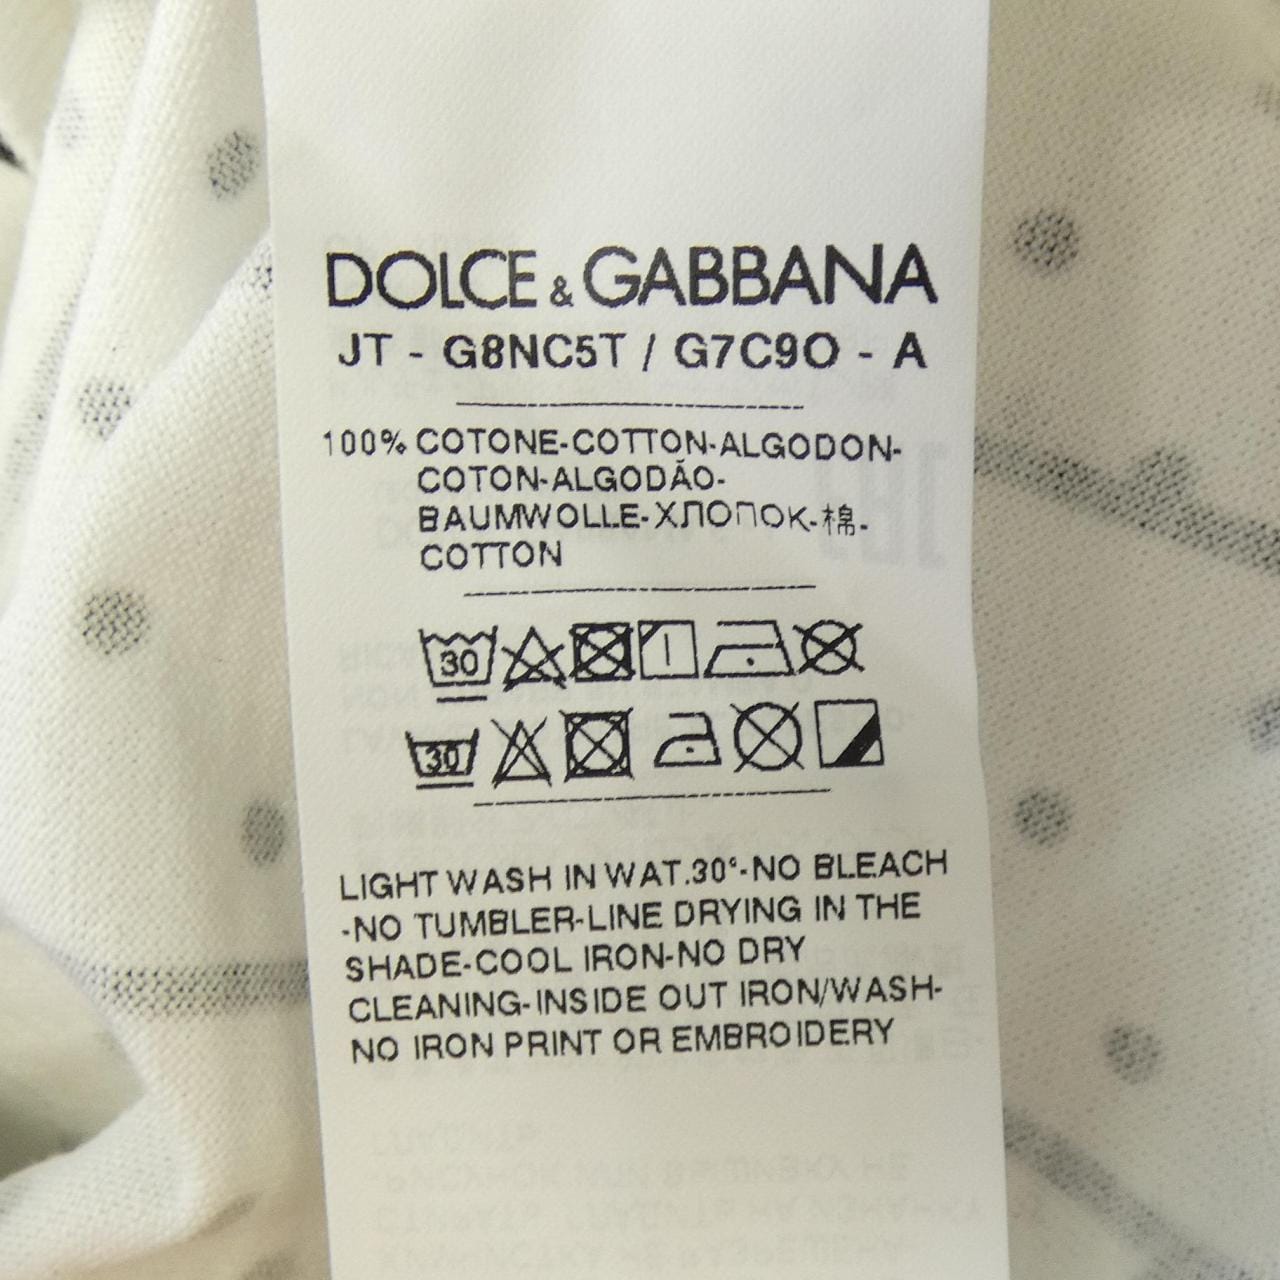 DOLCE & GABBANA
JT - G8NC5T / G7C9O - A
100% COTONE-COTTON-ALGODON-
COTON-ALGODÃO-
BAUMWOLLE-ХЛОПОК-棉-
COTTON
30
30
LIGHT WASH IN WAT.30°-NO BLEACH
-NO TUMBLER-LINE DRYING IN THE
SHADE-COOL IRON-NO DRY
CLEANING-INSIDE OUT IRON/WASH-
NO IRON PRINT OR EMBROIDERY